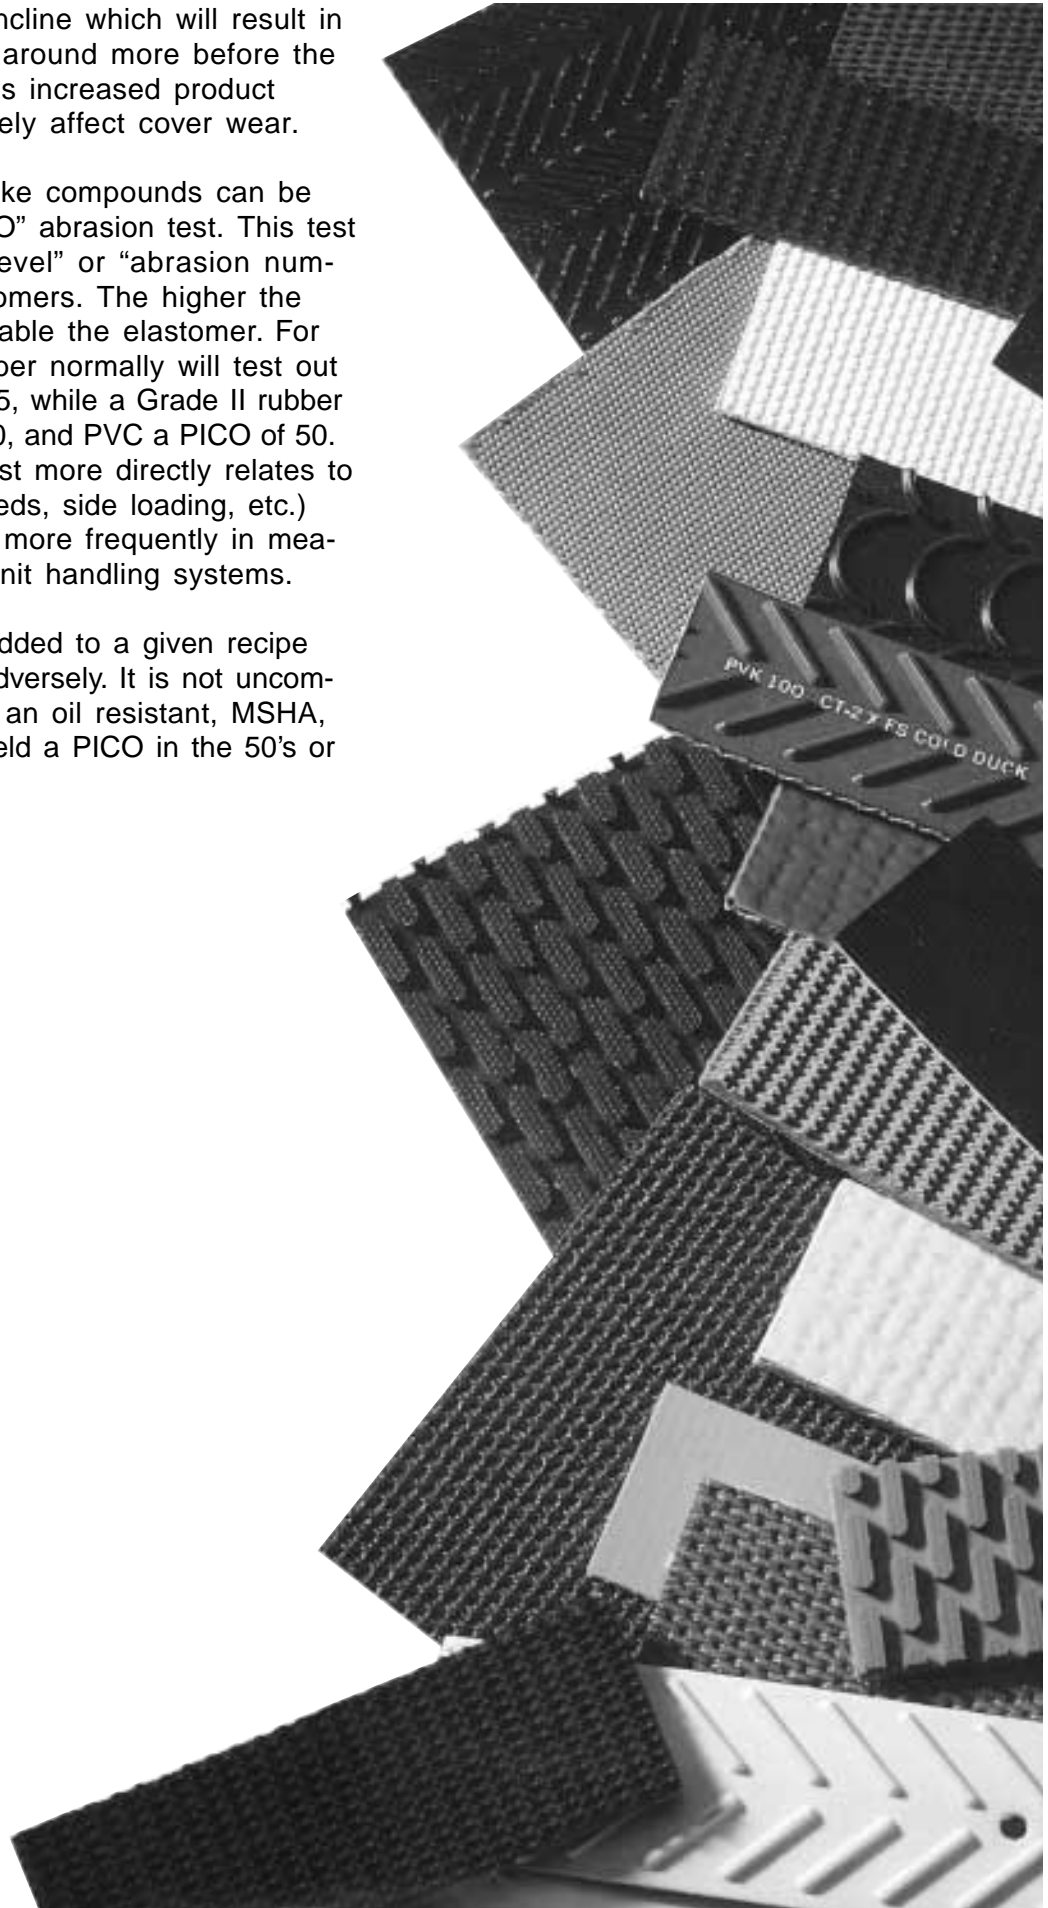 ncline which will result in
around more before the
s increased product
ely affect cover wear.
ke compounds can be
O” abrasion test. This test
evel” or “abrasion num-
omers. The higher the
able the elastomer. For
ber normally will test out
5, while a Grade II rubber
0, and PVC a PICO of 50.
st more directly relates to
eds, side loading, etc.)
more frequently in mea-
nit handling systems.
dded to a given recipe
dversely. It is not uncom-
an oil resistant, MSHA,
eld a PICO in the 50’s or
PVK 100 CT-2 X FS COLD DUCK